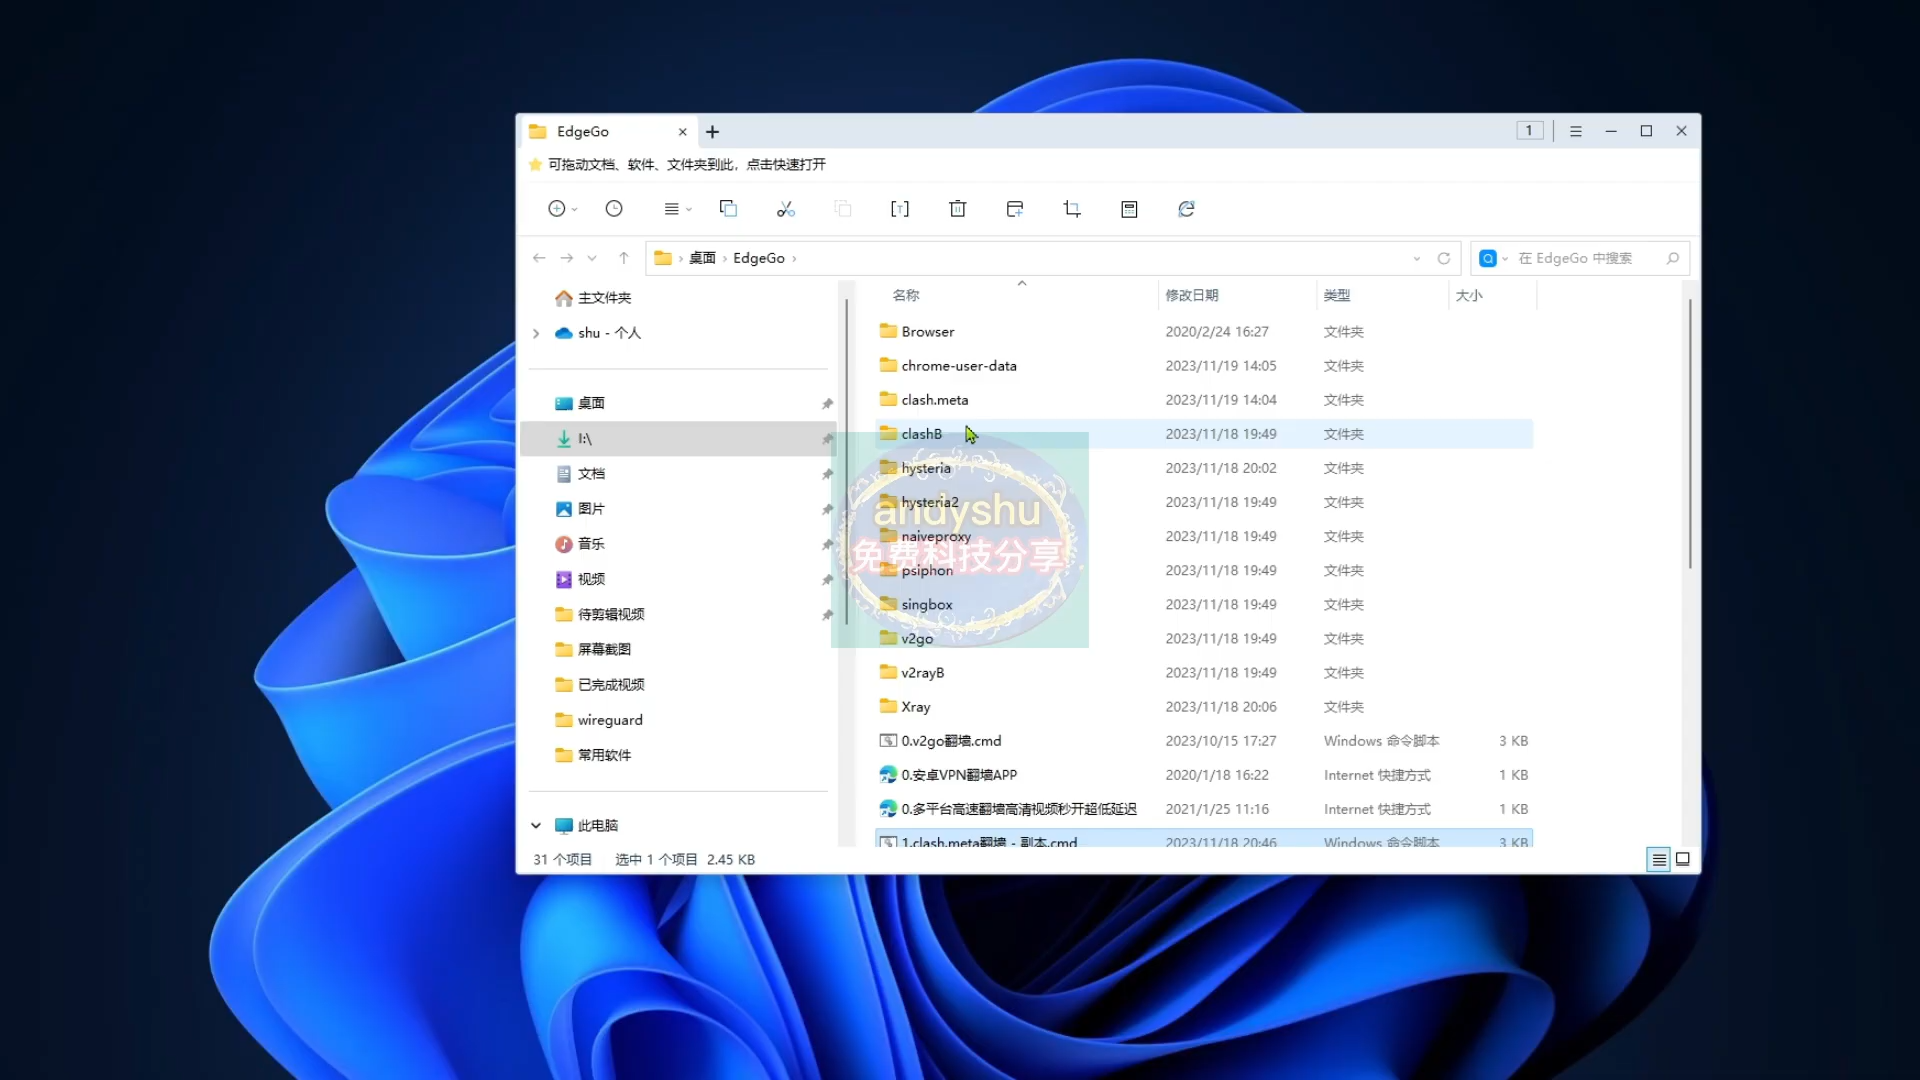 EdgeGo
1
可拖动文档、软件、文件夹到此，点击快速打开
桌面 › EdgeGo ›
在 EdgeGo 中搜索
主文件夹
shu - 个人
桌面
I:\
文档
图片
音乐
视频
待剪辑视频
屏幕截图
已完成视频
wireguard
常用软件
此电脑
名称 修改日期 类型 大小
Browser 2020/2/24 16:27 文件夹
chrome-user-data 2023/11/19 14:05 文件夹
clash.meta 2023/11/19 14:04 文件夹
clashB 2023/11/18 19:49 文件夹
hysteria 2023/11/18 20:02 文件夹
hysteria2 2023/11/18 19:49 文件夹
naiveproxy 2023/11/18 19:49 文件夹
psiphon 2023/11/18 19:49 文件夹
singbox 2023/11/18 19:49 文件夹
v2go 2023/11/18 19:49 文件夹
v2rayB 2023/11/18 19:49 文件夹
Xray 2023/11/18 20:06 文件夹
0.v2go翻墙.cmd 2023/10/15 17:27 Windows 命令脚本 3 KB
0.安卓VPN翻墙APP 2020/1/18 16:22 Internet 快捷方式 1 KB
0.多平台高速翻墙高清视频秒开超低延迟 2021/1/25 11:16 Internet 快捷方式 1 KB
1.clash.meta翻墙 - 副本.cmd 2023/11/18 20:46 Windows 命令脚本 3 KB
andyshu
免费科技分享
31 个项目 选中 1 个项目 2.45 KB